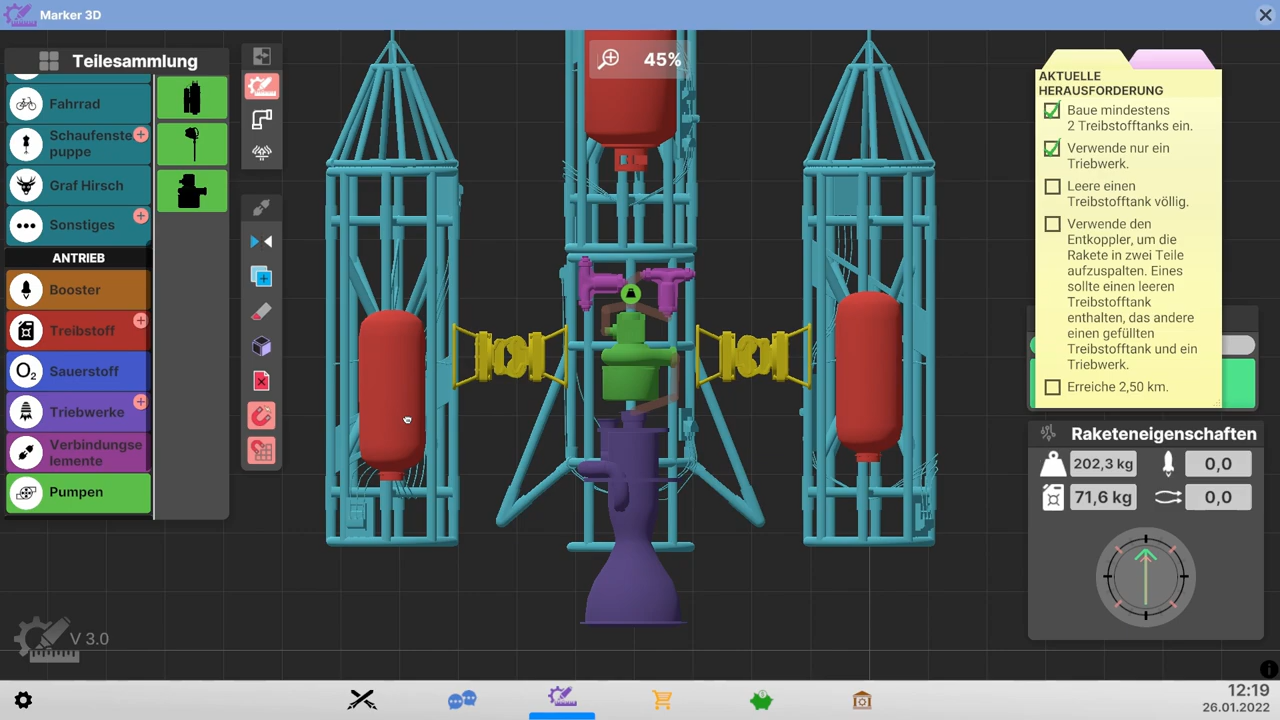 Marker 3D
Teilesammlung
Fahrrad
Schaufenste
puppe
Graf Hirsch
Sonstiges
ANTRIEB
Booster
Treibstoff
O₂
Sauerstoff
Triebwerke
Verbindungse
lemente
Pumpen
45%
AKTUELLE
HERAUSFORDERUNG
Baue mindestens
2 Treibstofftanks ein.
Verwende nur ein
Triebwerk.
Leere einen
Treibstofftank völlig.
Verwende den
Entkoppler, um die
Rakete in zwei Teile
aufzuspalten. Eines
sollte einen leeren
Treibstofftank
enthalten, das andere
einen gefüllten
Treibstofftank und ein
Triebwerk.
Erreiche 2,50 km.
Raketeneigenschaften
202,3 kg
0,0
71,6 kg
0,0
V 3.0
12:19
26.01.2022